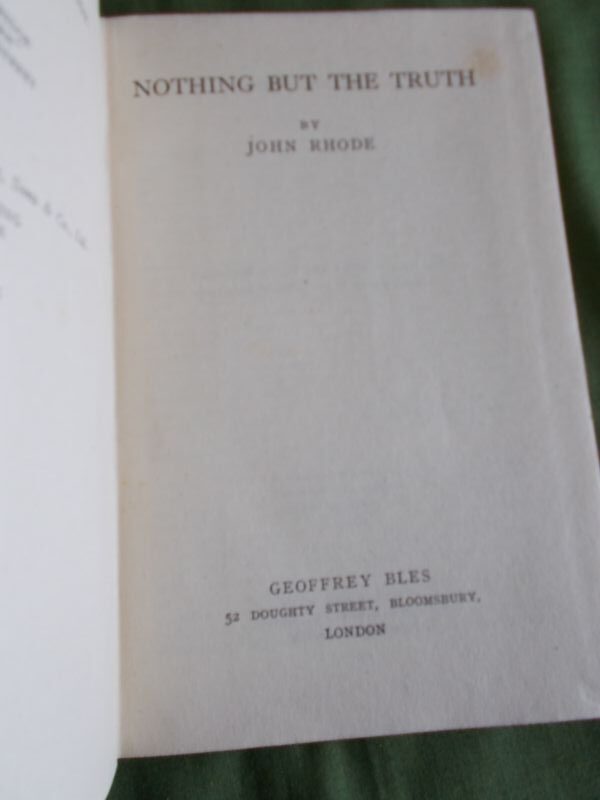 NOTHING BUT THE TRUTH
BY
JOHN RHODE
GEOFFREY BLES
52 DOUGHTY STREET, BLOOMSBURY,
LONDON